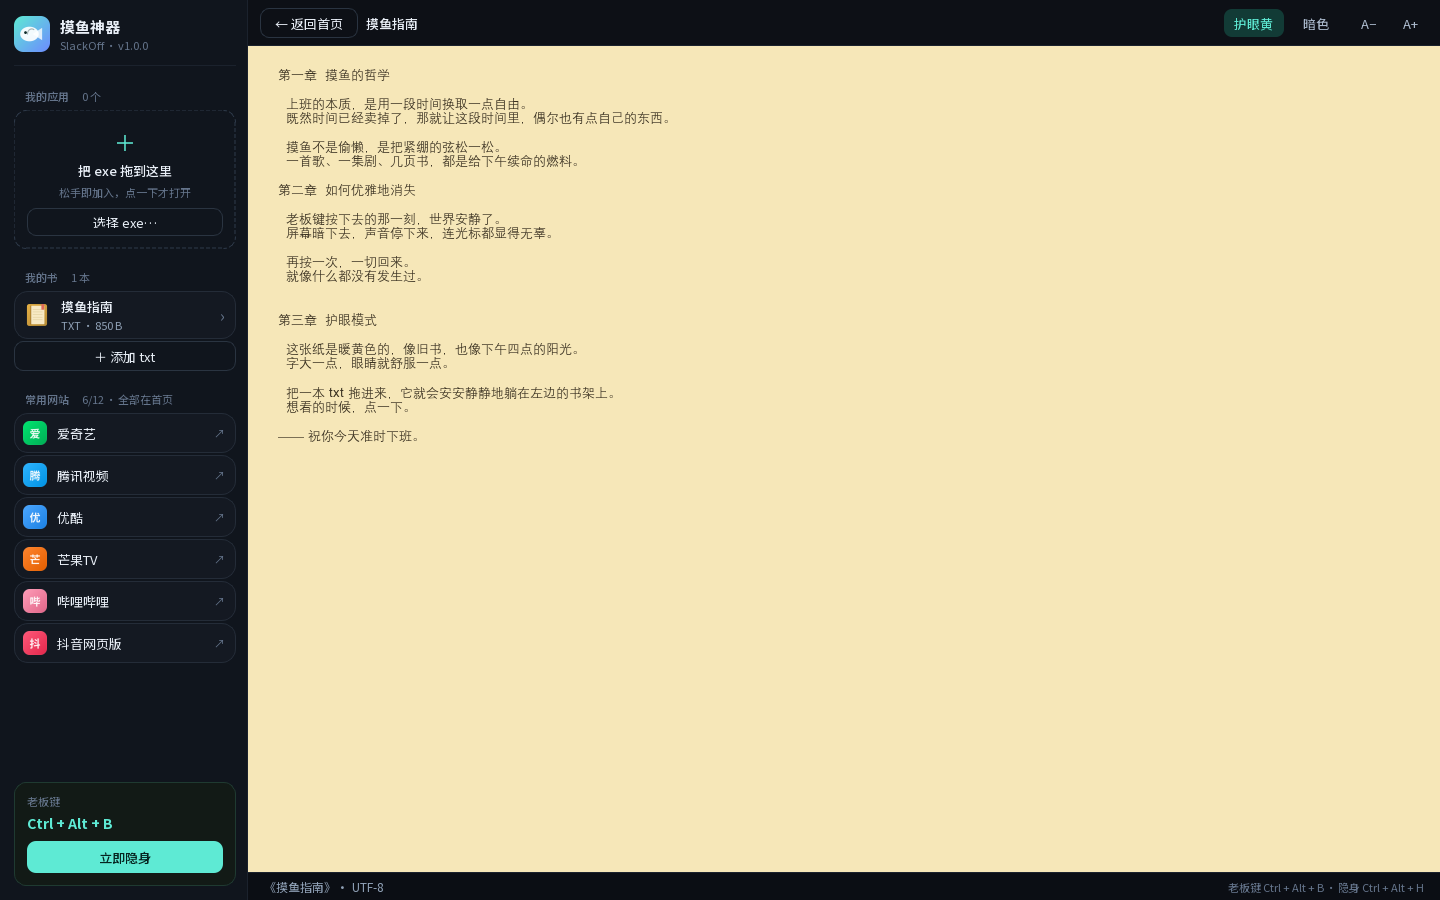 摸鱼神器
SlackOff · v1.0.0
我的应用 0 个
把 exe 拖到这里
松手即加入，点一下才打开
选择 exe…
我的书 1 本
摸鱼指南
TXT · 850 B
＋ 添加 txt
常用网站 6/12 · 全部在首页
爱 爱奇艺 ↗
腾 腾讯视频 ↗
优 优酷 ↗
芒 芒果TV ↗
哔 哔哩哔哩 ↗
抖 抖音网页版 ↗
老板键
Ctrl + Alt + B
立即隐身
← 返回首页 摸鱼指南 护眼黄 暗色 A− A+
第一章 摸鱼的哲学
上班的本质，是用一段时间换取一点自由。
既然时间已经卖掉了，那就让这段时间里，偶尔也有点自己的东西。
摸鱼不是偷懒，是把紧绷的弦松一松。
一首歌、一集剧、几页书，都是给下午续命的燃料。
第二章 如何优雅地消失
老板键按下去的那一刻，世界安静了。
屏幕暗下去，声音停下来，连光标都显得无辜。
再按一次，一切回来。
就像什么都没有发生过。
第三章 护眼模式
这张纸是暖黄色的，像旧书，也像下午四点的阳光。
字大一点，眼睛就舒服一点。
把一本 txt 拖进来，它就会安安静静地躺在左边的书架上。
想看的时候，点一下。
—— 祝你今天准时下班。
《摸鱼指南》 · UTF-8
老板键 Ctrl + Alt + B · 隐身 Ctrl + Alt + H